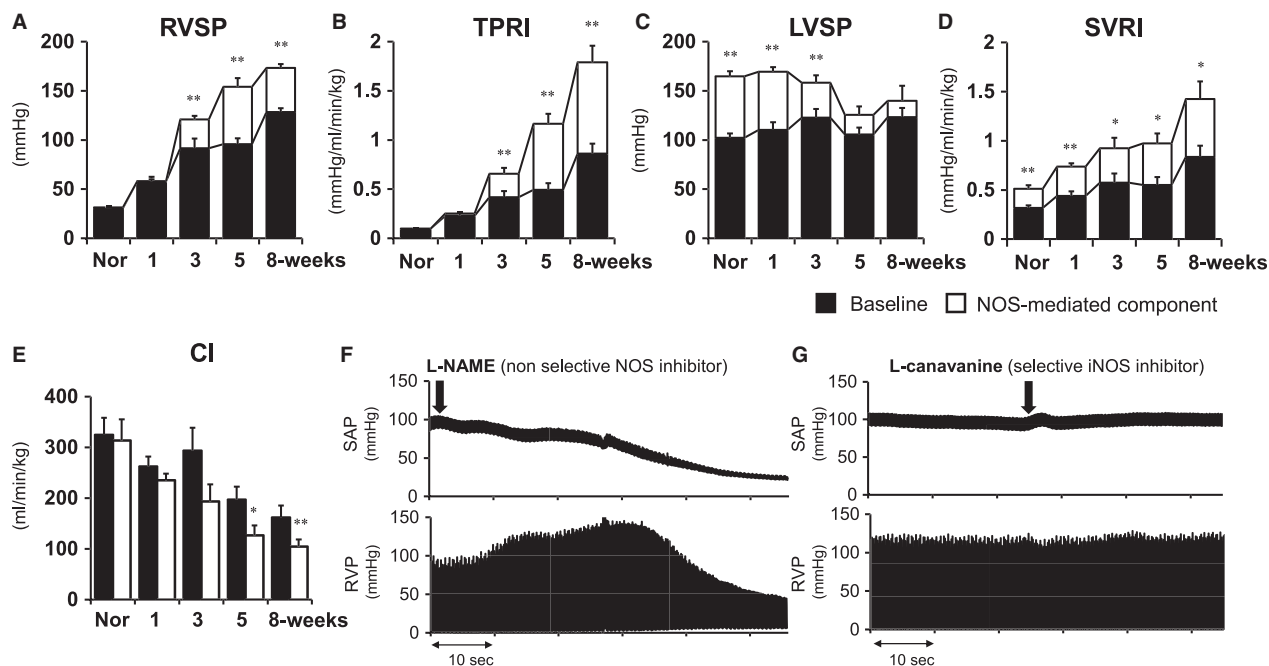 A
RVSP
(mmHg)
200
150
100
50
0
**
**
**
Nor 1 3 5 8-weeks
B
TPRI
(mmHg/ml/min/kg)
2
1
0.5
0
**
**
**
Nor 1 3 5 8-weeks
C
LVSP
(mmHg)
200
150
100
50
0
**
**
**
Nor 1 3 5 8-weeks
D
SVRI
(mmHg/ml/min/kg)
2
1
0.5
0
**
**
*
*
*
Nor 1 3 5 8-weeks
Baseline NOS-mediated component
E
CI
(ml/min/kg)
400
300
200
100
0
*
**
Nor 1 3 5 8-weeks
F
L-NAME (non selective NOS inhibitor)
SAP
(mmHg)
150
100
50
0
RVP
(mmHg)
150
100
50
0
10 sec
G
L-canavanine (selective iNOS inhibitor)
SAP
(mmHg)
150
100
50
0
RVP
(mmHg)
150
100
50
0
10 sec